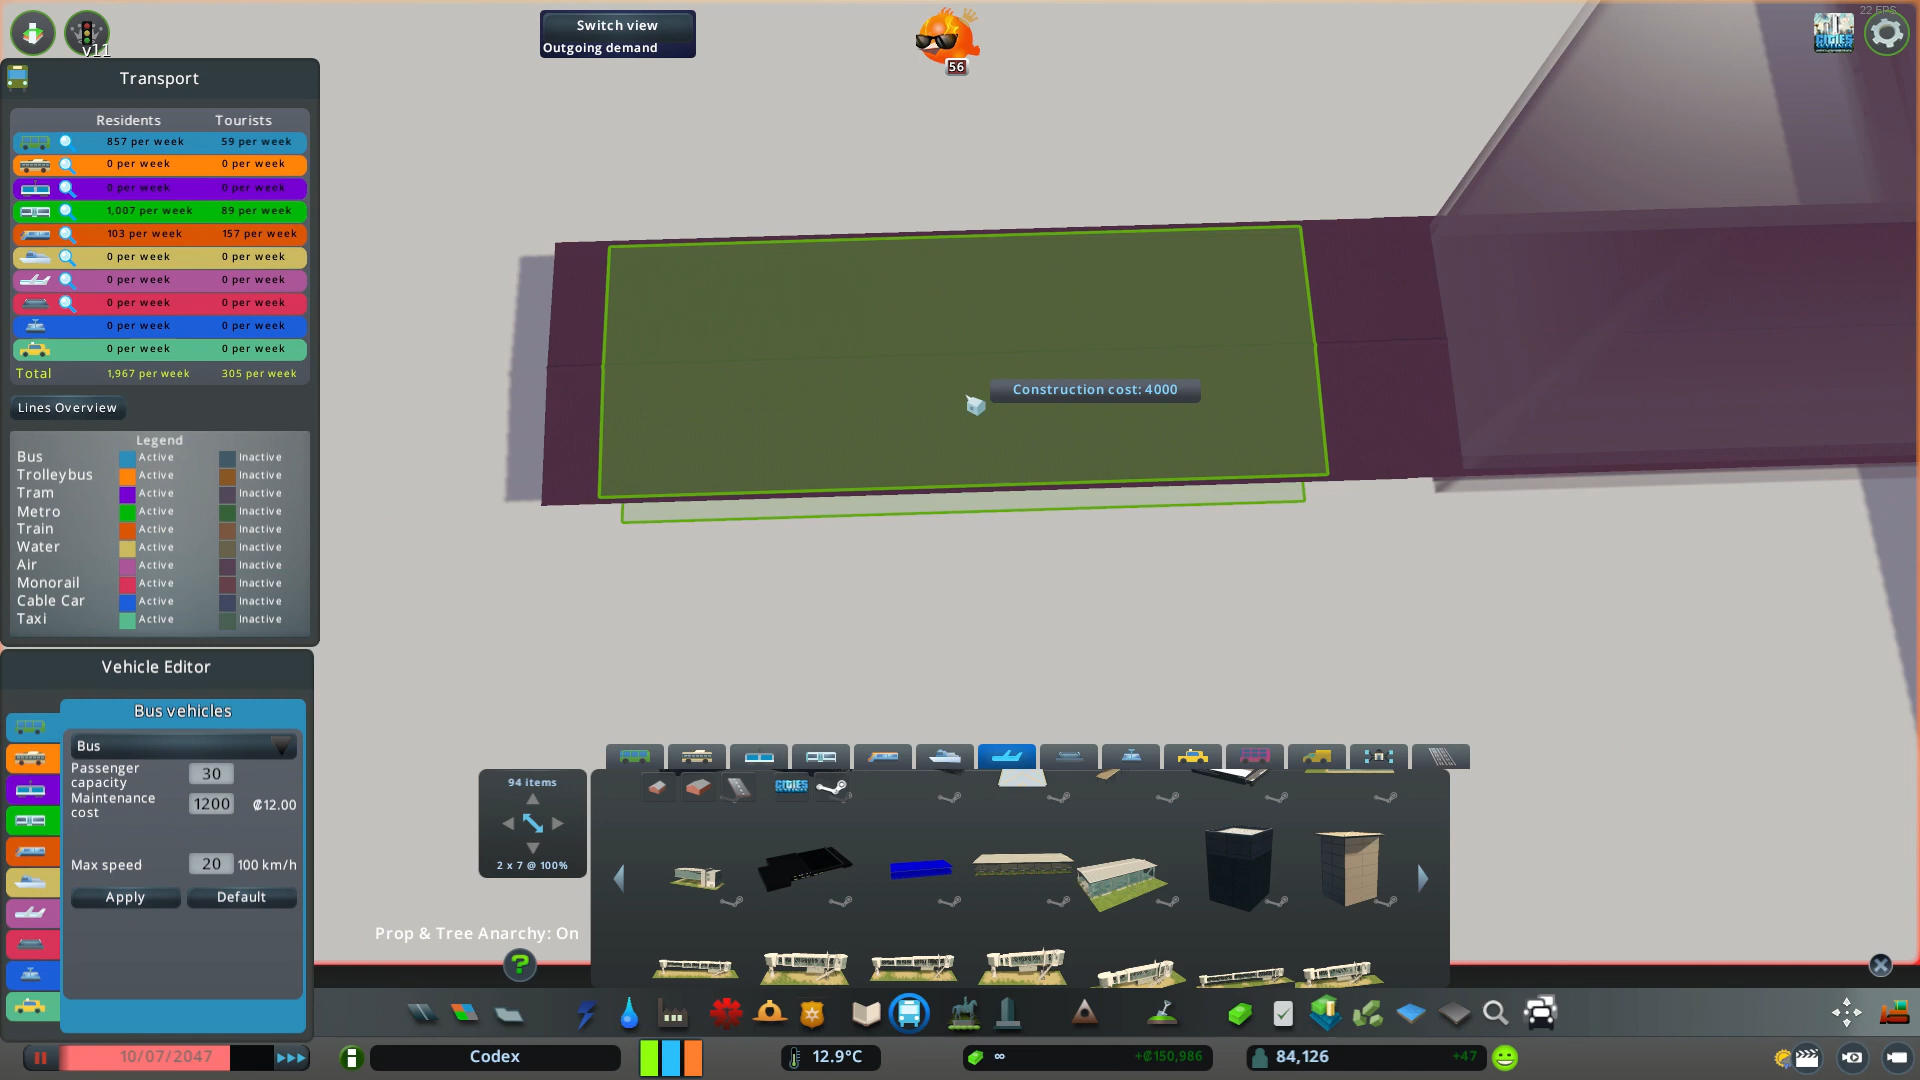 22 FPS
v11
Switch view
Outgoing demand
56
CITIES
Transport
Residents Tourists
857 per week 59 per week
0 per week 0 per week
0 per week 0 per week
1,007 per week 89 per week
103 per week 157 per week
0 per week 0 per week
0 per week 0 per week
0 per week 0 per week
0 per week 0 per week
0 per week 0 per week
Total 1,967 per week 305 per week
Lines Overview
Legend
Bus Active Inactive
Trolleybus Active Inactive
Tram Active Inactive
Metro Active Inactive
Train Active Inactive
Water Active Inactive
Air Active Inactive
Monorail Active Inactive
Cable Car Active Inactive
Taxi Active Inactive
Construction cost: 4000
Vehicle Editor
Bus vehicles
Bus
Passenger capacity 30
Maintenance cost 1200 ₡12.00
Max speed 20 100 km/h
Apply Default
94 items
2 x 7 @ 100%
CITIES
Prop & Tree Anarchy: On
?
10/07/2047
Codex
12.9°C
∞ +₡150,986
84,126 +47